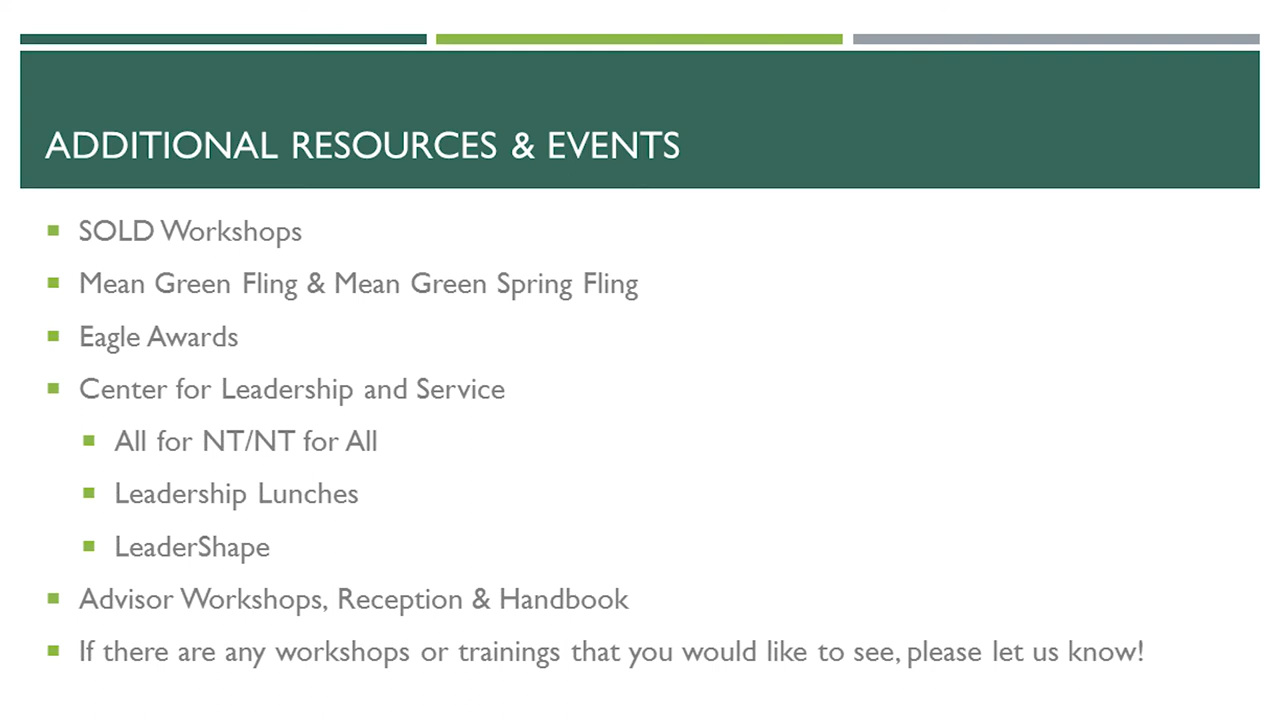 ADDITIONAL RESOURCES & EVENTS
SOLD Workshops
Mean Green Fling & Mean Green Spring Fling
Eagle Awards
Center for Leadership and Service
All for NT/NT for All
Leadership Lunches
LeaderShape
Advisor Workshops, Reception & Handbook
If there are any workshops or trainings that you would like to see, please let us know!